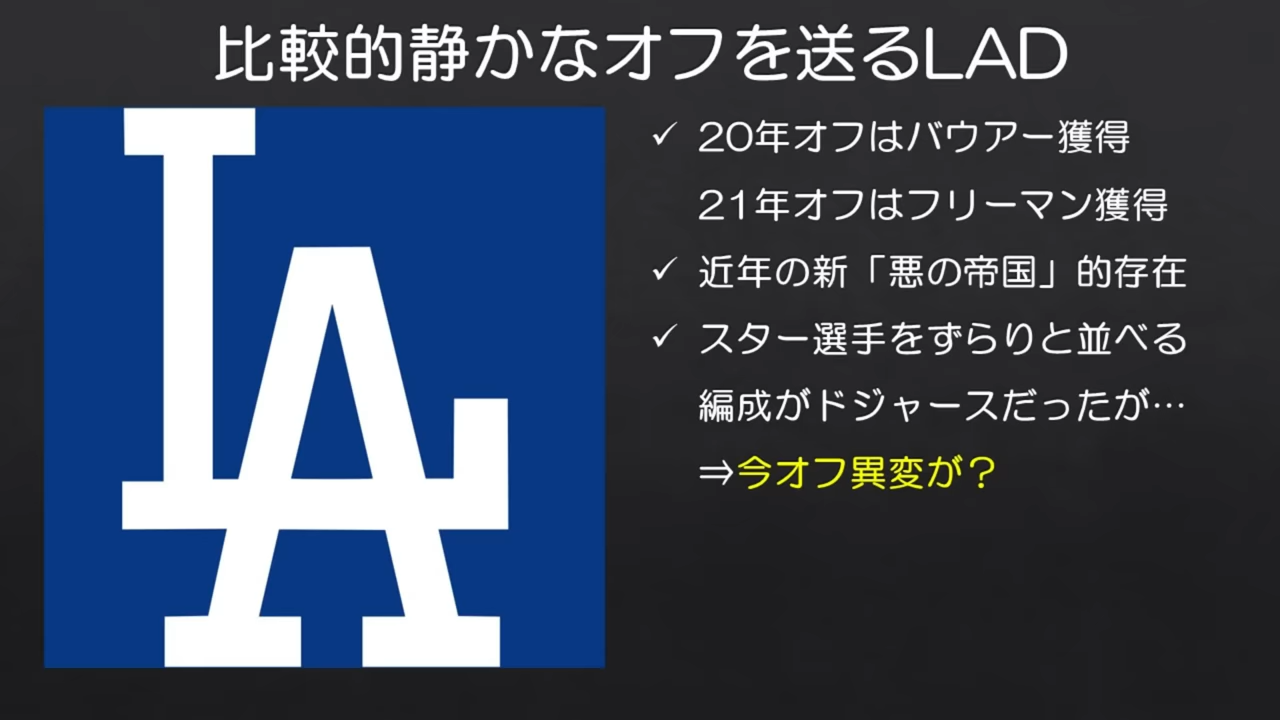 比較的静かなオフを送るLAD
LA
✓ 20年オフはバウアー獲得
21年オフはフリーマン獲得
✓ 近年の新「悪の帝国」的存在
✓ スター選手をずらりと並べる
編成がドジャースだったが…
⇒今オフ異変が？